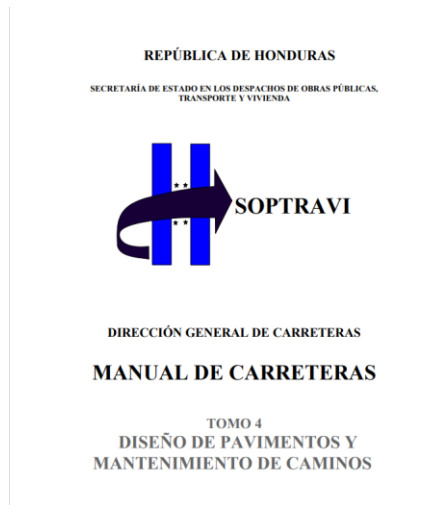 REPÚBLICA DE HONDURAS
SECRETARÍA DE ESTADO EN LOS DESPACHOS DE OBRAS PÚBLICAS,
TRANSPORTE Y VIVIENDA
SOPTRAVI
DIRECCIÓN GENERAL DE CARRETERAS
MANUAL DE CARRETERAS
TOMO 4
DISEÑO DE PAVIMENTOS Y
MANTENIMIENTO DE CAMINOS